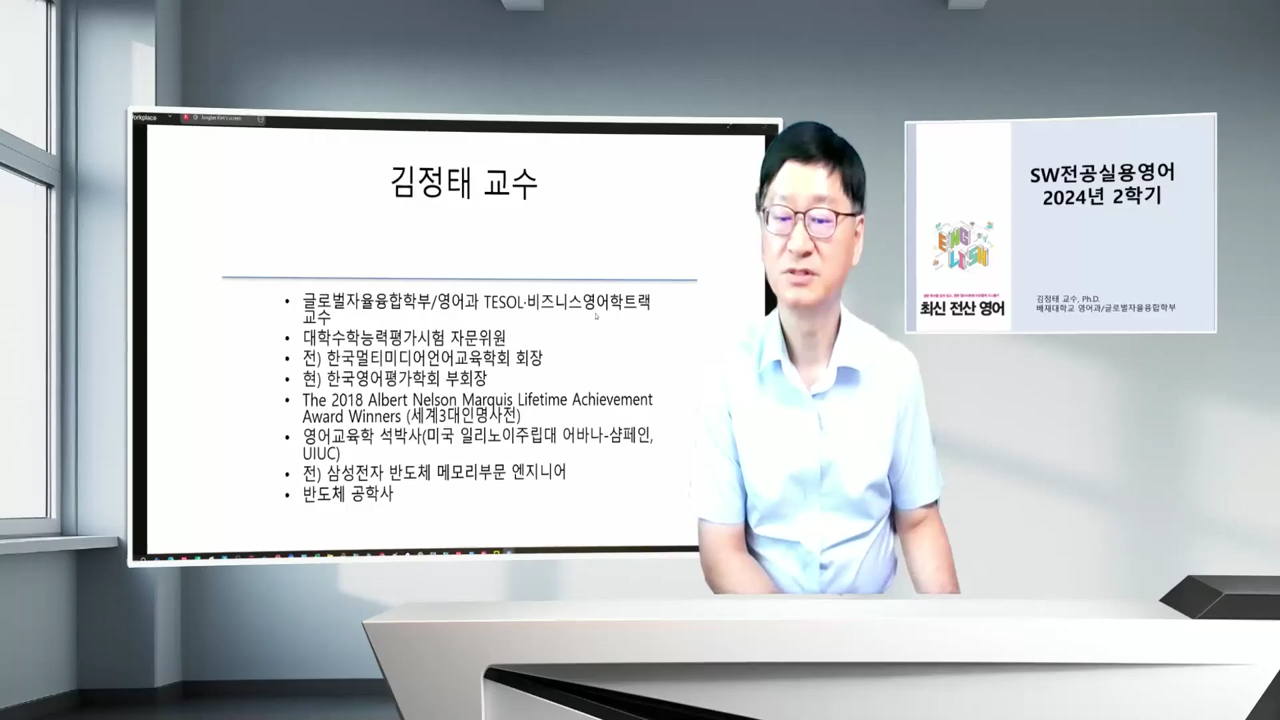 orkplace
Jungtae Kim's screen
김정태 교수
• 글로벌자율융합학부/영어과 TESOL·비즈니스영어학트랙
교수
• 대학수학능력평가시험 자문위원
• 전) 한국멀티미디어언어교육학회 회장
• 현) 한국영어평가학회 부회장
• The 2018 Albert Nelson Marquis Lifetime Achievement
Award Winners (세계3대인명사전)
• 영어교육학 석박사(미국 일리노이주립대 어바나-샴페인,
UIUC)
• 전) 삼성전자 반도체 메모리부문 엔지니어
• 반도체 공학사
SW전공실용영어
2024년 2학기
ENG
LISH
최신 전산 영어
김정태 교수, Ph.D.
배재대학교 영어과/글로벌자율융합학부